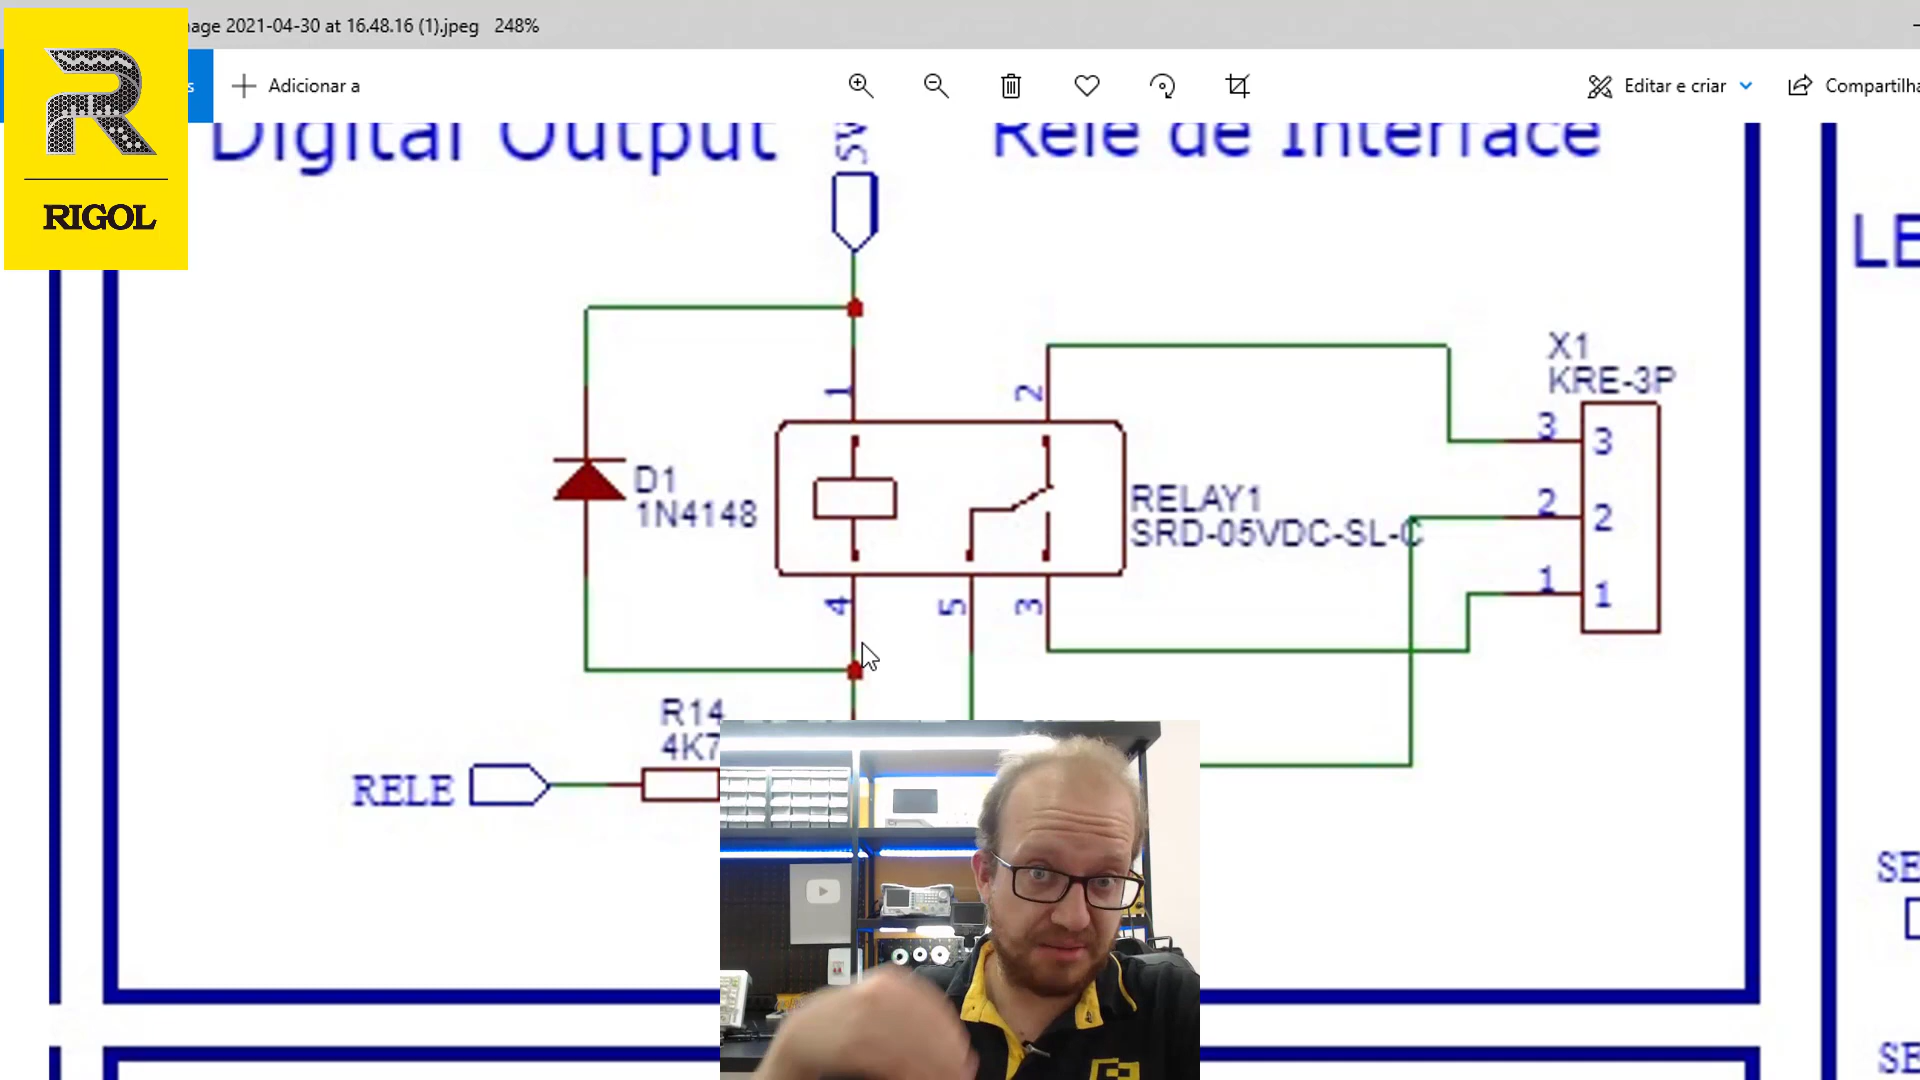 nage 2021-04-30 at 16.48.16 (1).jpeg 248%
s
Adicionar a
Editar e criar
Compartilha
RIGOL
Digital Output
5V
Rele de Interface
LE
1
2
X1
KRE-3P
3
3
D1
1N4148
RELAY1
SRD-05VDC-SL-C
2
2
1
1
4
5
3
R14
4K7
RELE
SE
SE